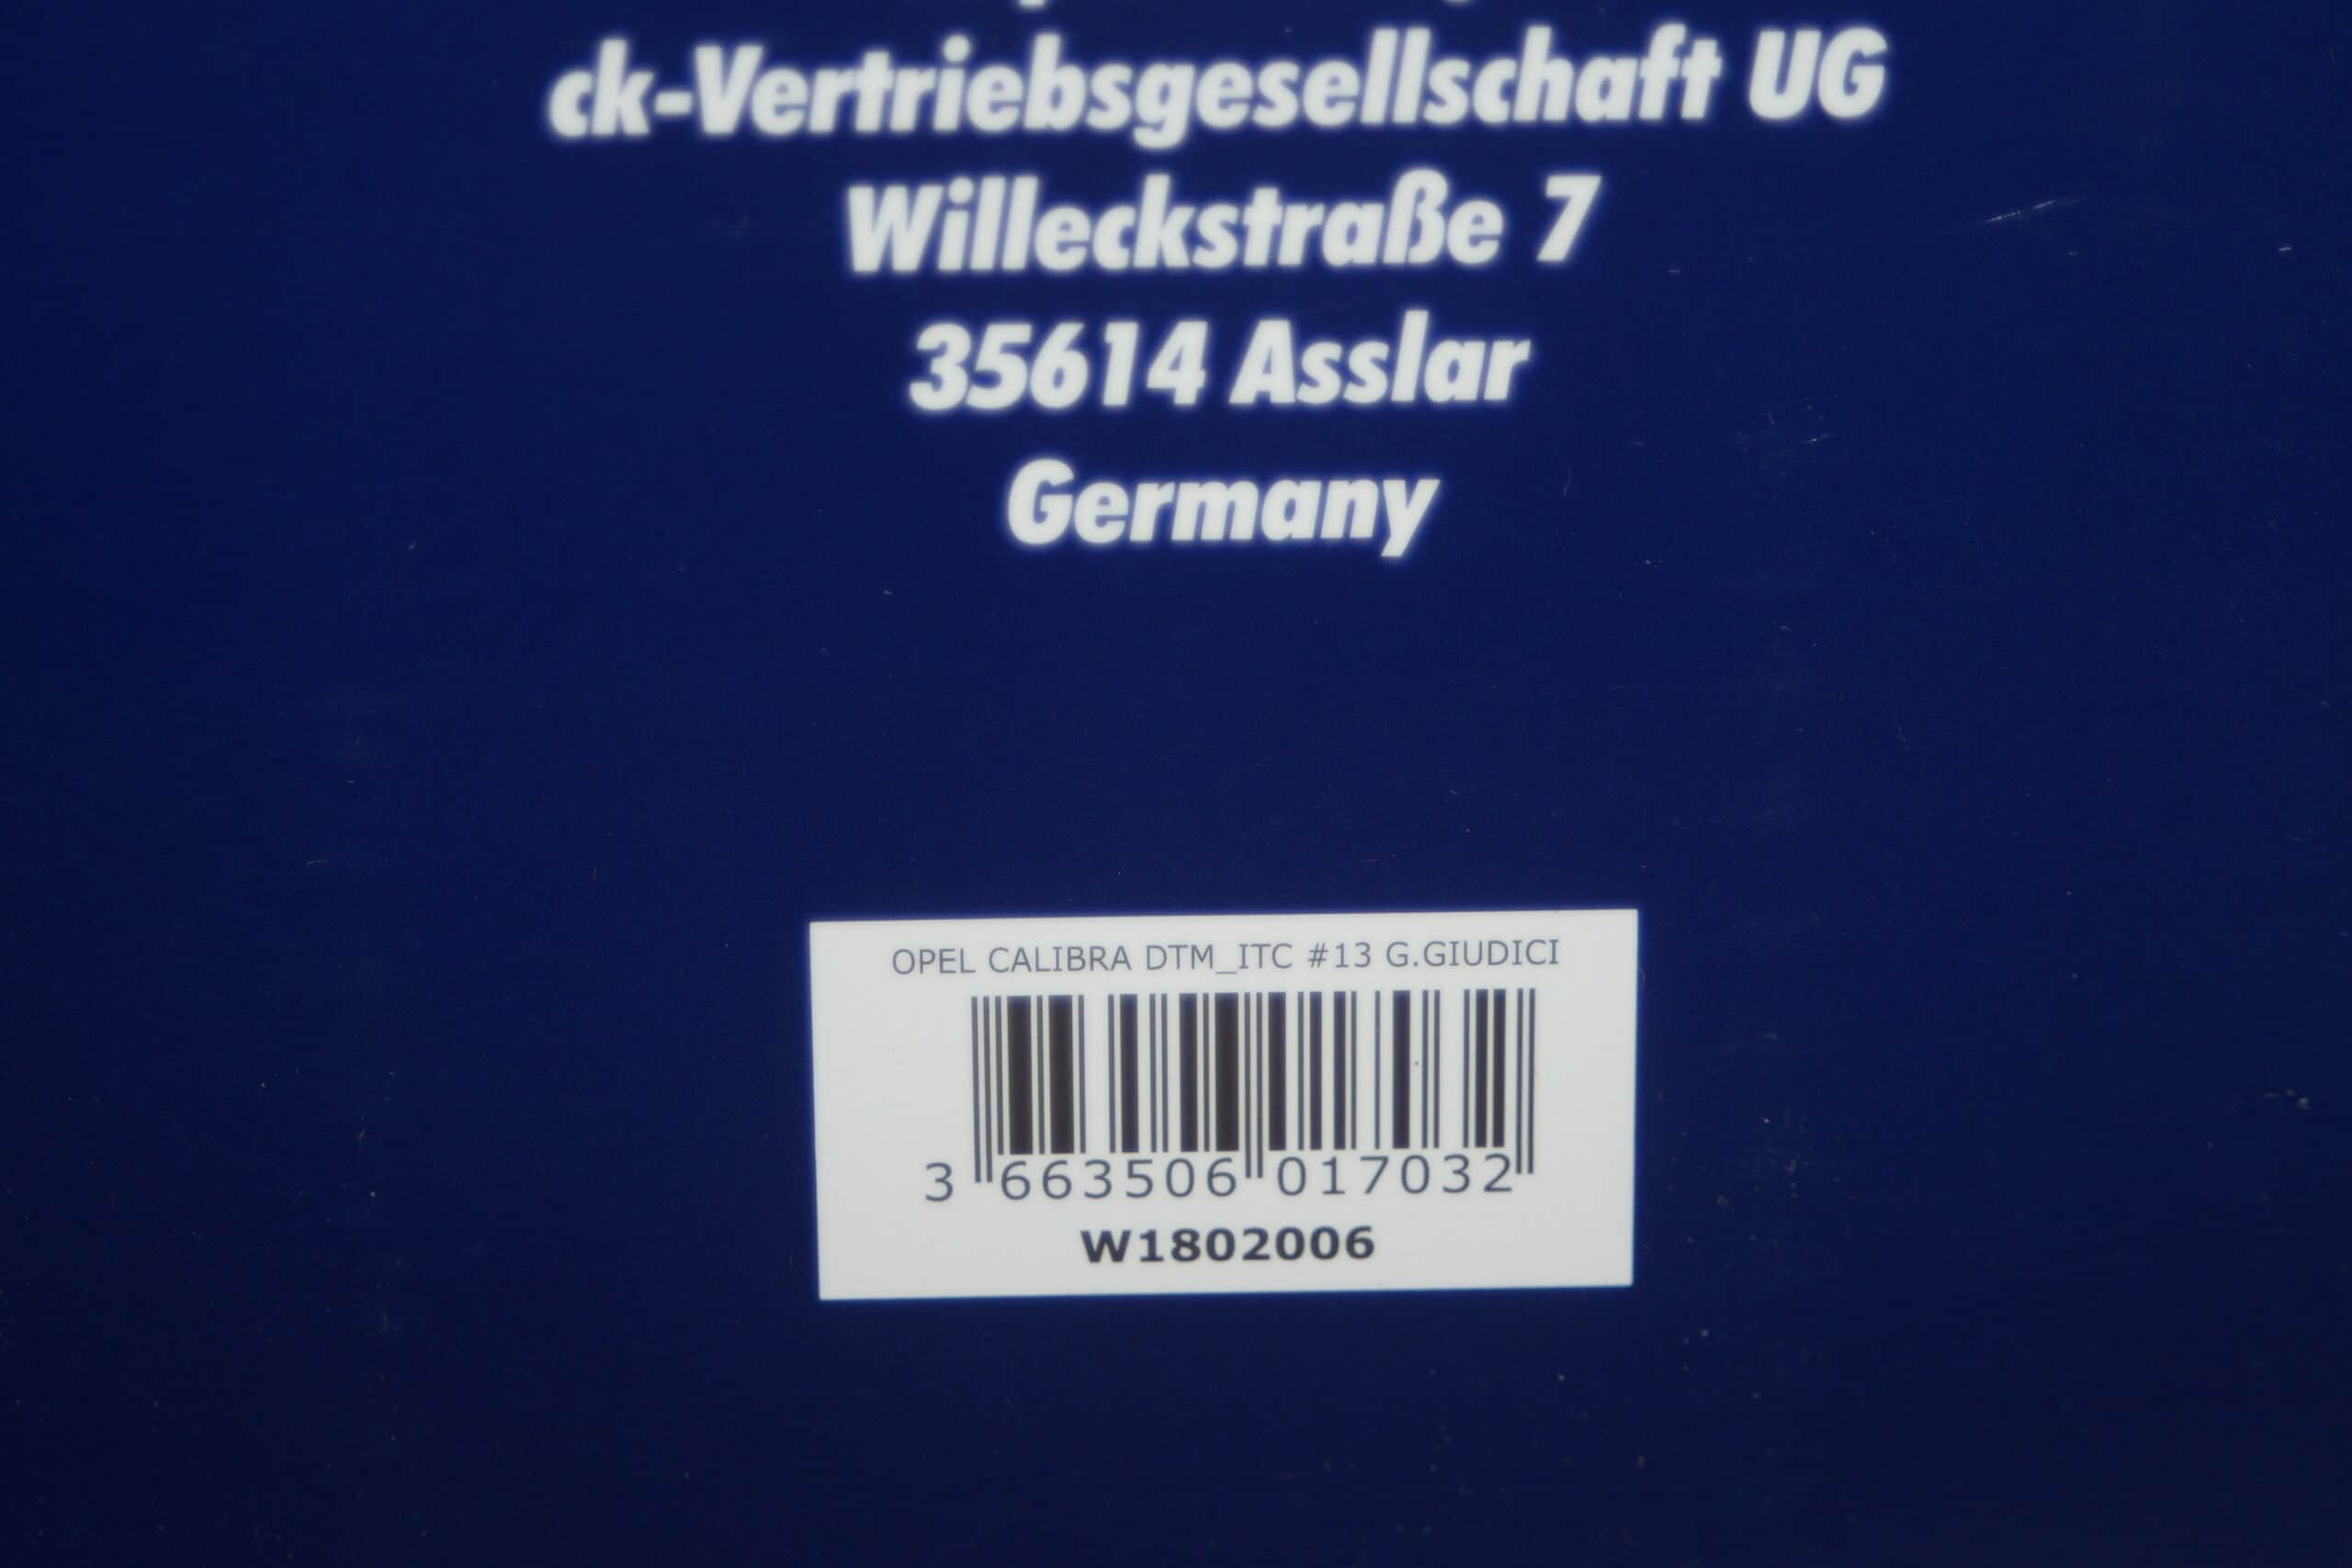 ck-Vertriebsgesellschaft UG
Willeckstraße 7
35614 Asslar
Germany
OPEL CALIBRA DTM_ITC #13 G.GIUDICI
3 663506 017032
W1802006